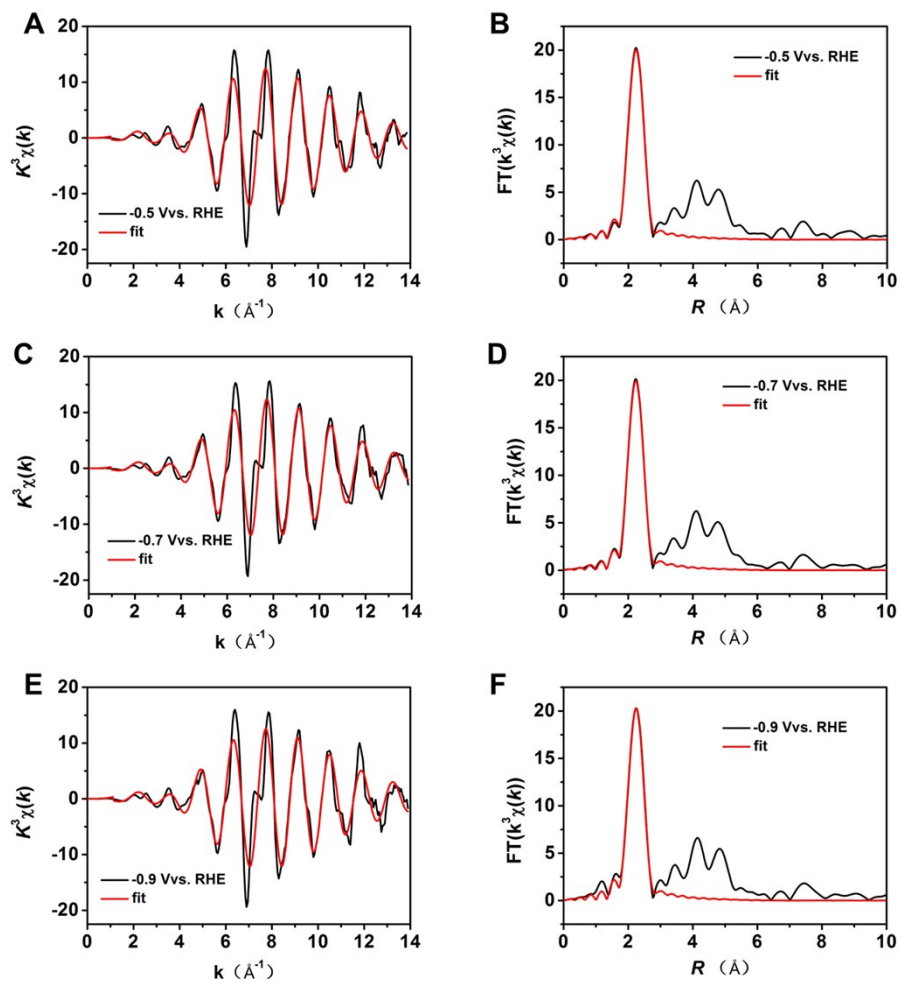 A
K³χ(k)
20
10
0
-10
-20
-0.5 Vvs. RHE
fit
0 2 4 6 8 10 12 14
k（Å⁻¹）
B
FT(k³χ(k))
20
15
10
5
0
-0.5 Vvs. RHE
fit
0 2 4 6 8 10
R （Å）
C
K³χ(k)
20
10
0
-10
-20
-0.7 Vvs. RHE
fit
0 2 4 6 8 10 12 14
k（Å⁻¹）
D
FT(k³χ(k))
20
15
10
5
0
-0.7 Vvs. RHE
fit
0 2 4 6 8 10
R （Å）
E
K³χ(k)
20
10
0
-10
-20
-0.9 Vvs. RHE
fit
0 2 4 6 8 10 12 14
k（Å⁻¹）
F
FT(k³χ(k))
20
15
10
5
0
-0.9 Vvs. RHE
fit
0 2 4 6 8 10
R （Å）